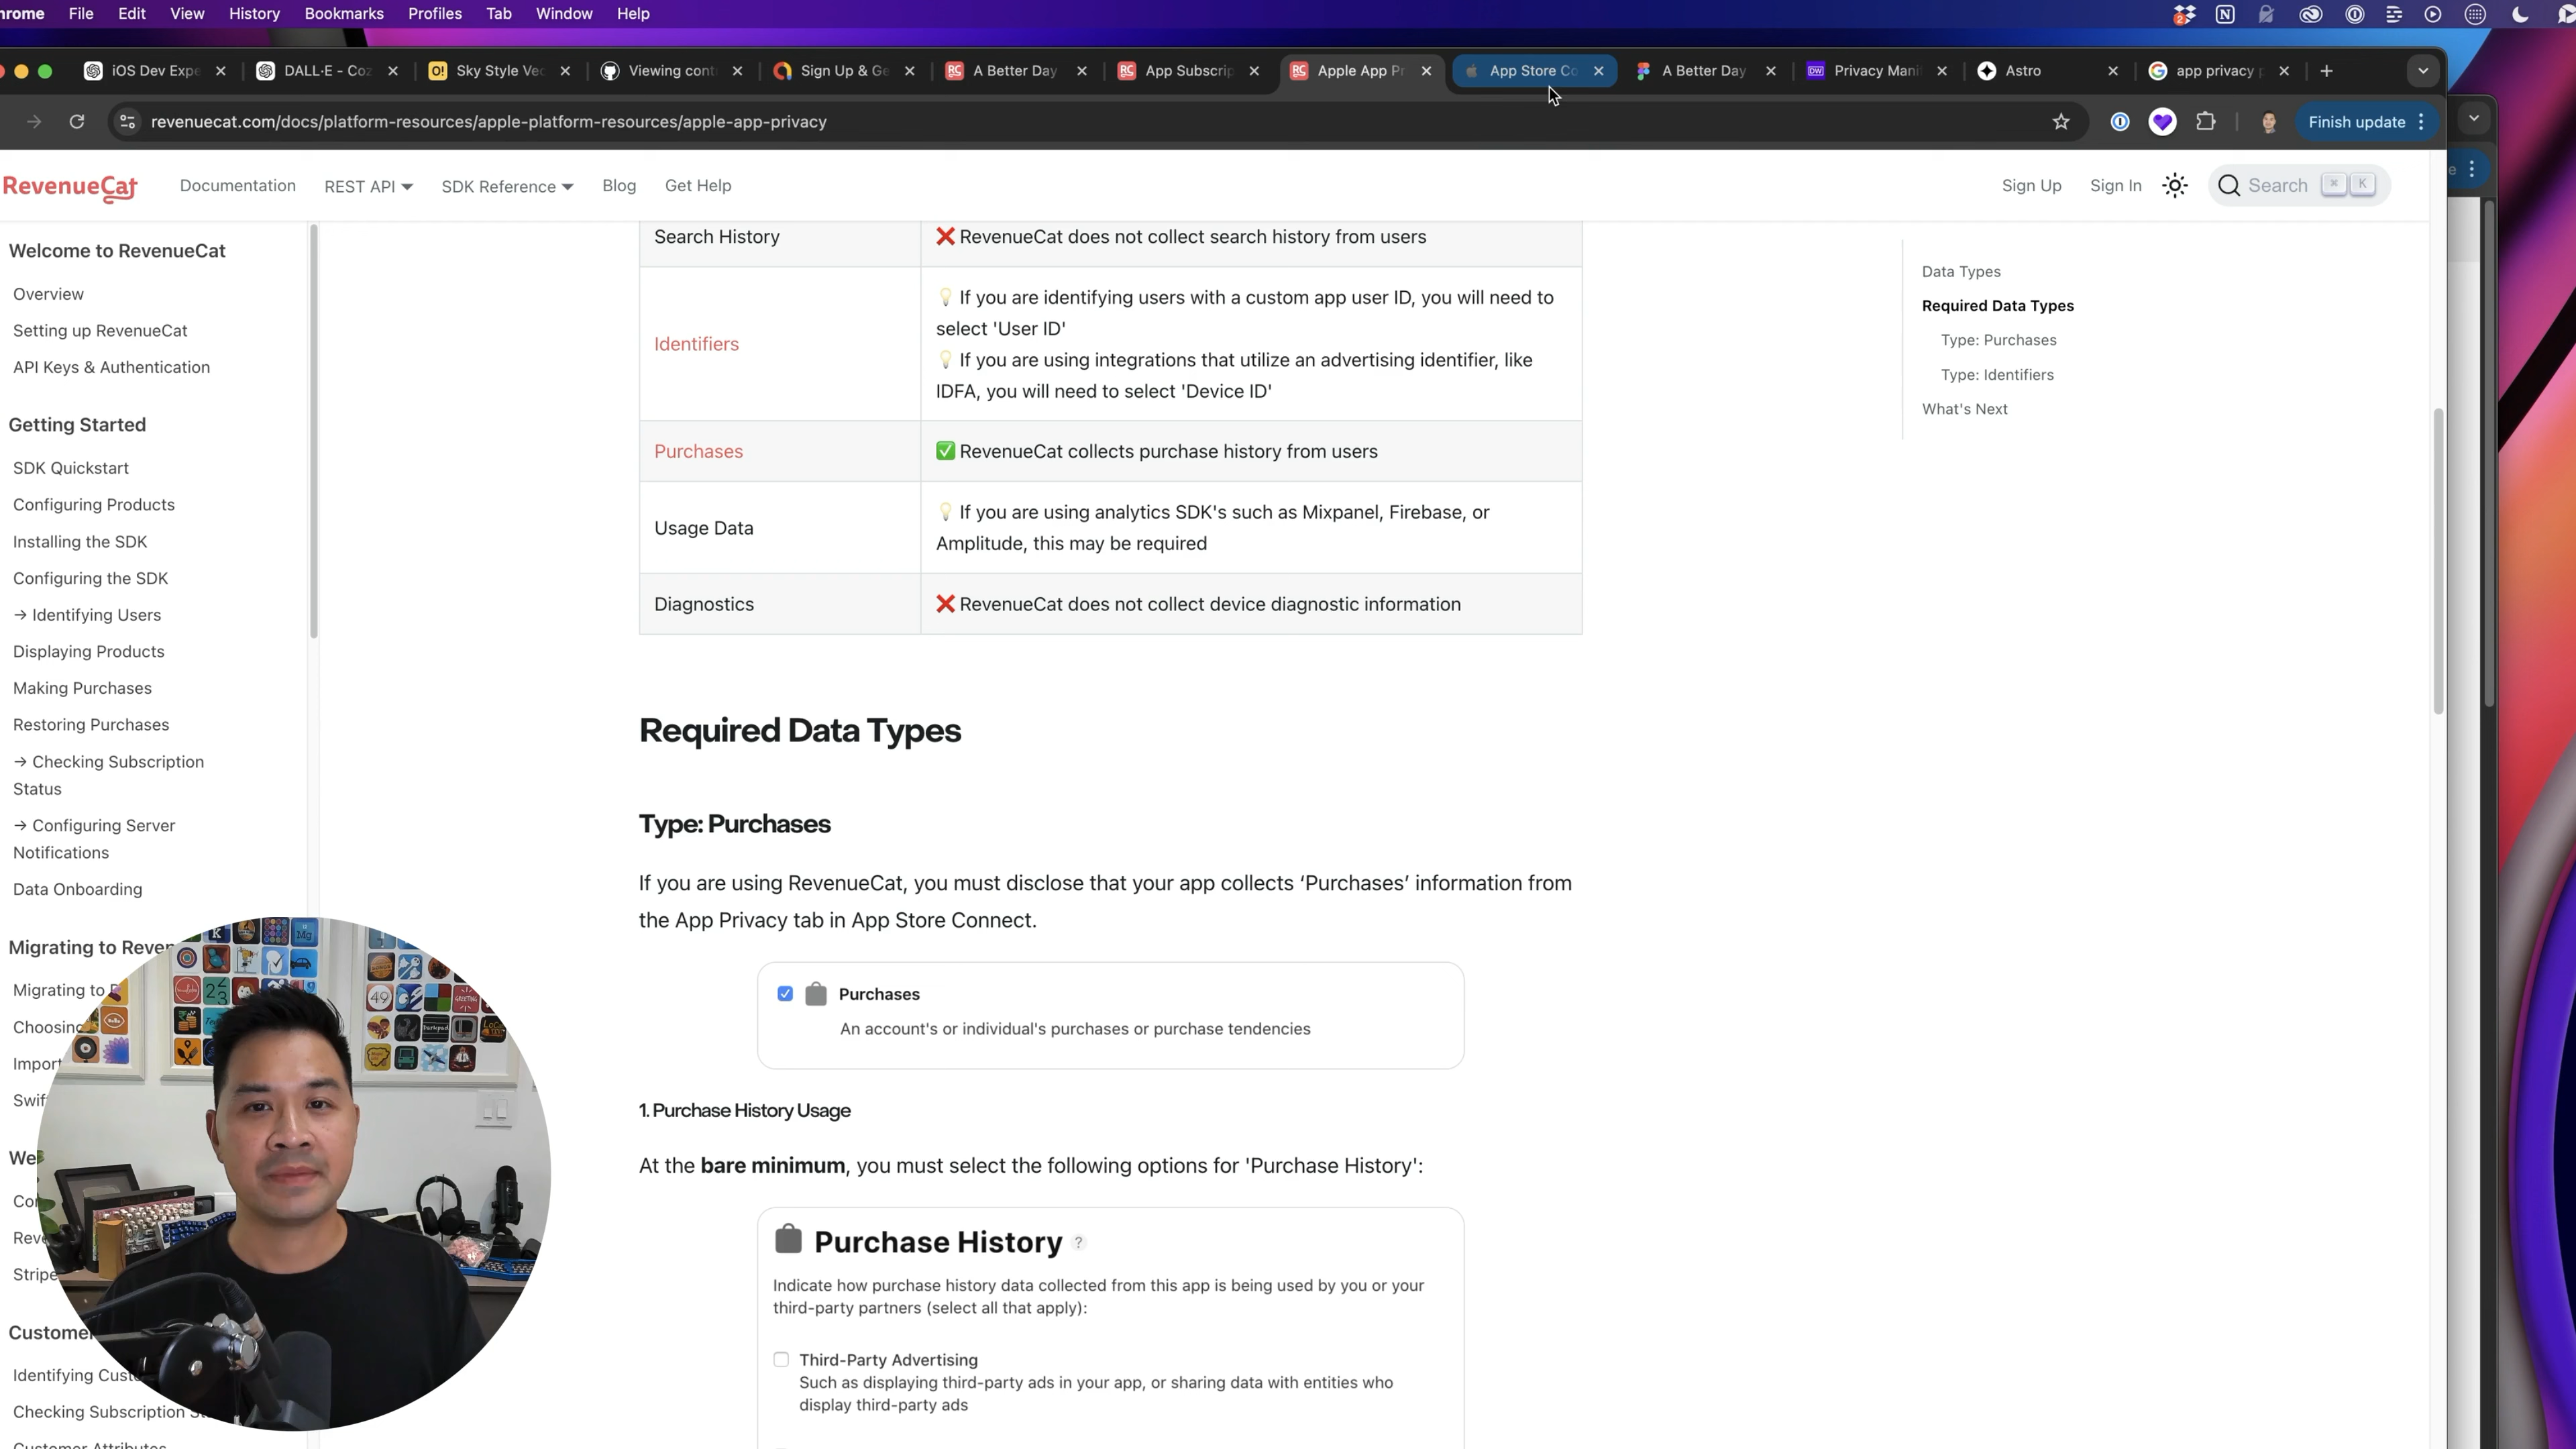 hrome File Edit View History Bookmarks Profiles Tab Window Help
iOS Dev Expe
DALL·E - Coz
Sky Style Vec
Viewing cont
Sign Up & Ge
A Better Day
App Subscrip
Apple App Pr
App Store Co
A Better Day
Privacy Mani
Astro
app privacy p
revenuecat.com/docs/platform-resources/apple-platform-resources/apple-app-privacy
Finish update
RevenueCat
Documentation
REST API
SDK Reference
Blog
Get Help
Sign Up
Sign In
Search ⌘ K
Welcome to RevenueCat
Overview
Setting up RevenueCat
API Keys & Authentication
Getting Started
SDK Quickstart
Configuring Products
Installing the SDK
Configuring the SDK
→ Identifying Users
Displaying Products
Making Purchases
Restoring Purchases
→ Checking Subscription
Status
→ Configuring Server
Notifications
Data Onboarding
Migrating to Reven
Migrating to
Choosing
Import
Swif
We
Co
Reve
Stripe
Customer
Identifying Custo
Checking Subscription S
Customer Attributes
Search History
❌ RevenueCat does not collect search history from users
Identifiers
💡 If you are identifying users with a custom app user ID, you will need to
select 'User ID'
💡 If you are using integrations that utilize an advertising identifier, like
IDFA, you will need to select 'Device ID'
Purchases
✅ RevenueCat collects purchase history from users
Usage Data
💡 If you are using analytics SDK's such as Mixpanel, Firebase, or
Amplitude, this may be required
Diagnostics
❌ RevenueCat does not collect device diagnostic information
Required Data Types
Type: Purchases
If you are using RevenueCat, you must disclose that your app collects ‘Purchases’ information from
the App Privacy tab in App Store Connect.
Purchases
An account's or individual's purchases or purchase tendencies
1. Purchase History Usage
At the bare minimum, you must select the following options for 'Purchase History':
Purchase History ?
Indicate how purchase history data collected from this app is being used by you or your
third-party partners (select all that apply):
Third-Party Advertising
Such as displaying third-party ads in your app, or sharing data with entities who
display third-party ads
Data Types
Required Data Types
Type: Purchases
Type: Identifiers
What's Next